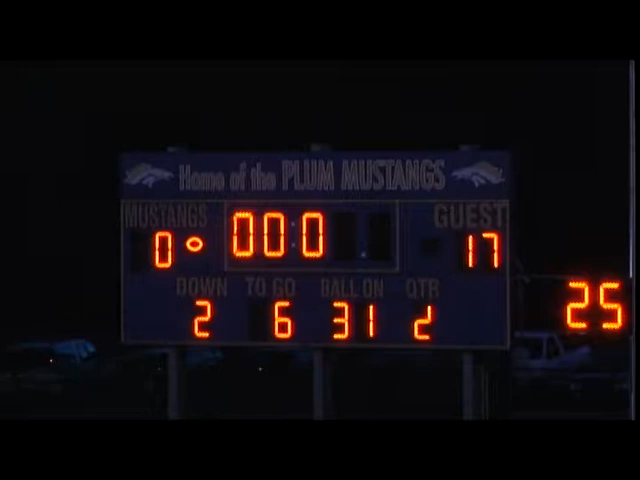 Home of the PLUM MUSTANGS
MUSTANGS 00:0 GUEST
0 17
DOWN TO GO BALL ON QTR
2 6 31 2
25